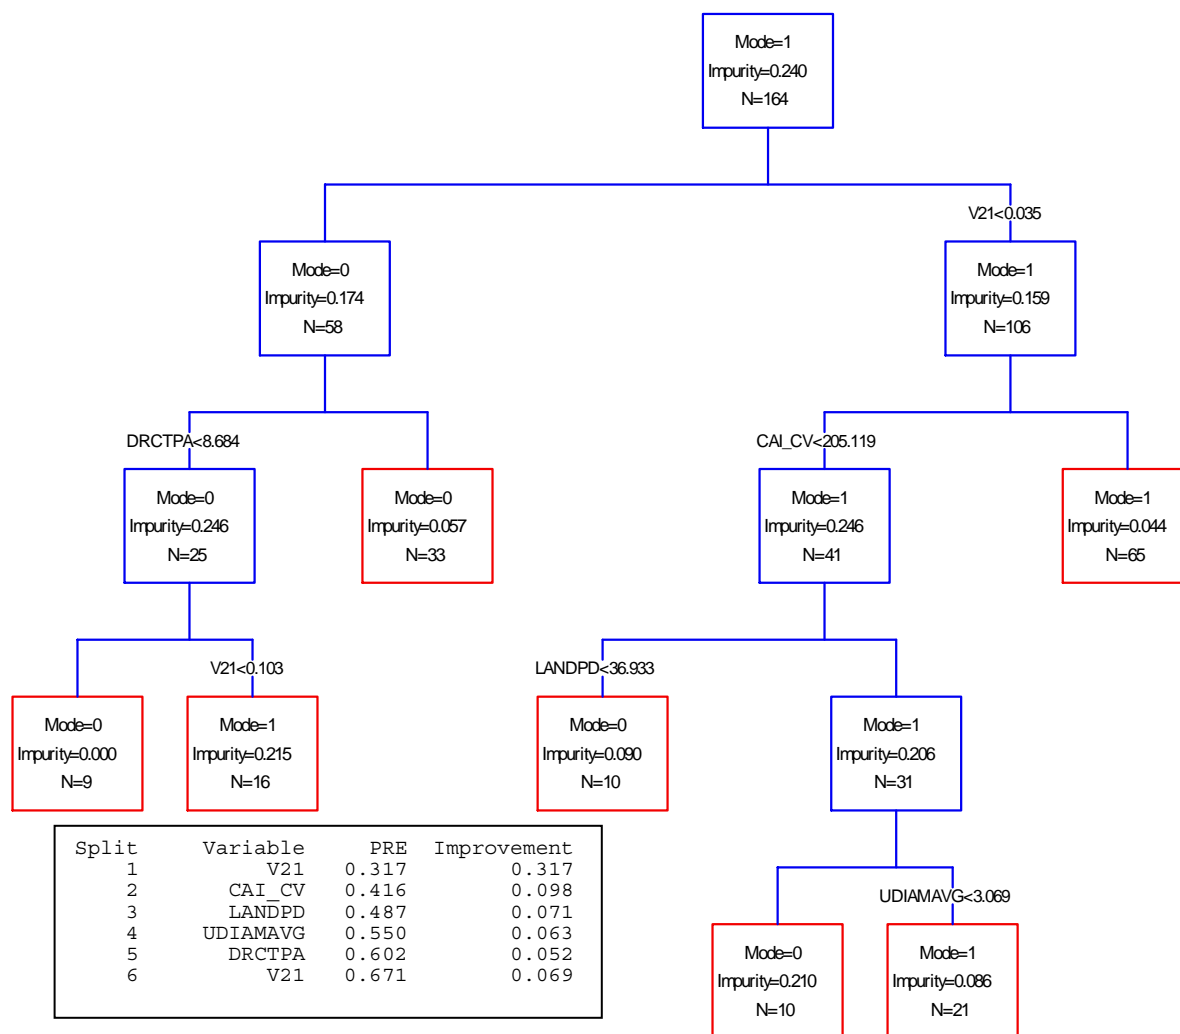 Mode=1
Impurity=0.240
N=164
V21<0.035
Mode=0
Impurity=0.174
N=58
Mode=1
Impurity=0.159
N=106
DRCTPA<8.684
CAI_CV<205.119
Mode=0
Impurity=0.246
N=25
Mode=0
Impurity=0.057
N=33
Mode=1
Impurity=0.246
N=41
Mode=1
Impurity=0.044
N=65
V21<0.103
LANDPD<36.933
Mode=0
Impurity=0.000
N=9
Mode=1
Impurity=0.215
N=16
Mode=0
Impurity=0.090
N=10
Mode=1
Impurity=0.206
N=31
Split Variable PRE Improvement
1 V21 0.317 0.317
2 CAI_CV 0.416 0.098
3 LANDPD 0.487 0.071
4 UDIAMAVG 0.550 0.063
5 DRCTPA 0.602 0.052
6 V21 0.671 0.069
UDIAMAVG<3.069
Mode=0
Impurity=0.210
N=10
Mode=1
Impurity=0.086
N=21